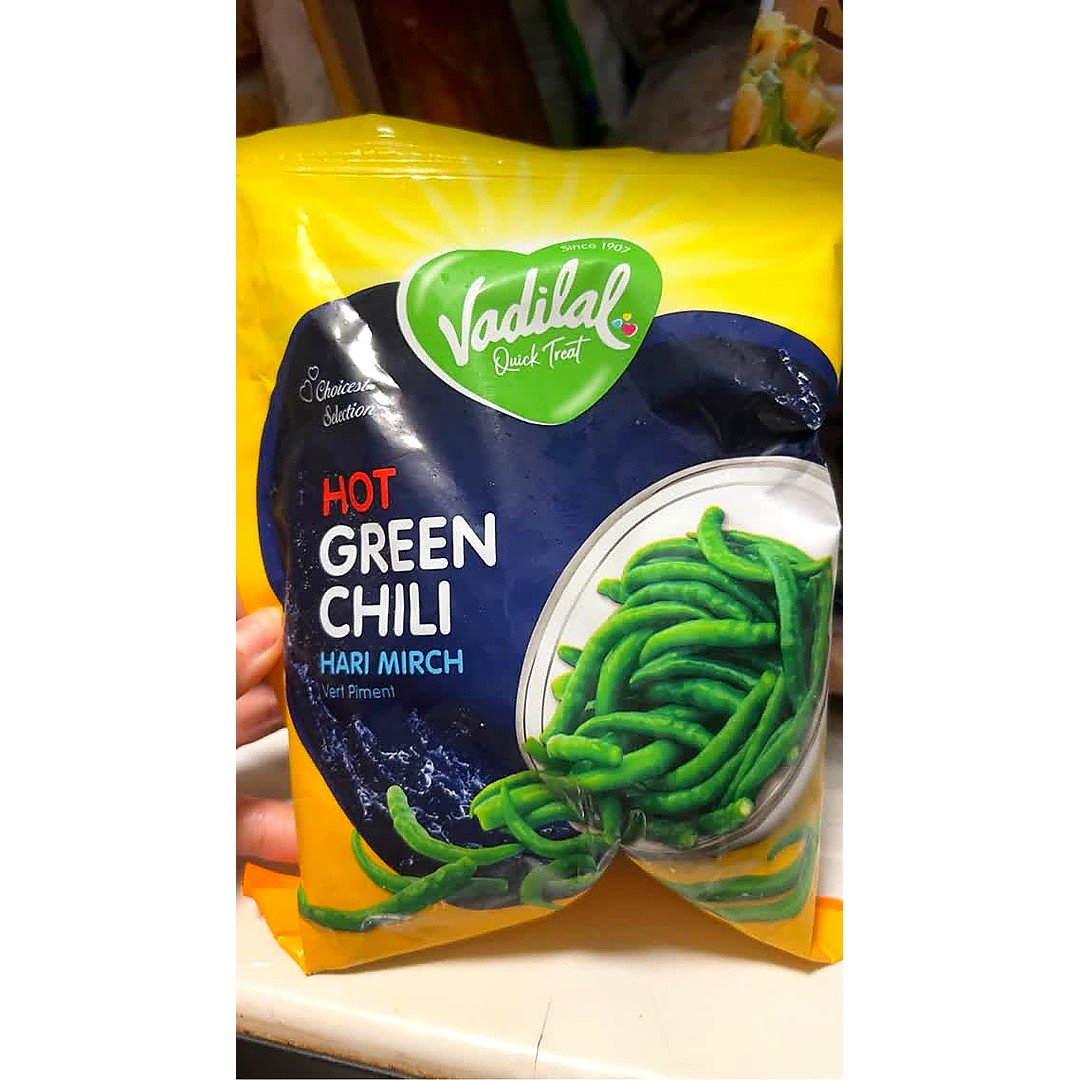 Since 1907
Vadilal
Quick Treat
Choicest
Selection
HOT
GREEN
CHILI
HARI MIRCH
Vert Piment